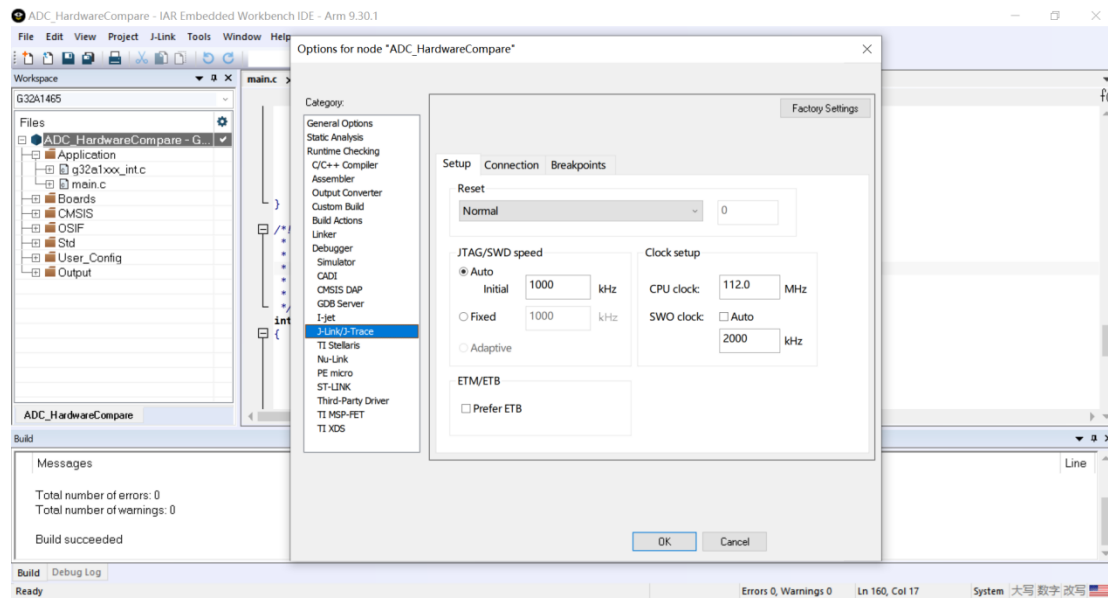 ADC_HardwareCompare - IAR Embedded Workbench IDE - Arm 9.30.1
File Edit View Project J-Link Tools Window Help
Workspace
G32A1465
Files
ADC_HardwareCompare - G...
Application
g32a1xxx_int.c
main.c
Boards
CMSIS
OSIF
Std
User_Config
Output
ADC_HardwareCompare
main.c
}
/*!
*
*
*
*
*/
int
{
Options for node "ADC_HardwareCompare"
Category:
General Options
Static Analysis
Runtime Checking
C/C++ Compiler
Assembler
Output Converter
Custom Build
Build Actions
Linker
Debugger
Simulator
CADI
CMSIS DAP
GDB Server
I-jet
J-Link/J-Trace
TI Stellaris
Nu-Link
PE micro
ST-LINK
Third-Party Driver
TI MSP-FET
TI XDS
Factory Settings
Setup Connection Breakpoints
Reset
Normal 0
JTAG/SWD speed
Auto
Initial 1000 kHz
Fixed 1000 kHz
Adaptive
Clock setup
CPU clock: 112.0 MHz
SWO clock: Auto
2000 kHz
ETM/ETB
Prefer ETB
OK Cancel
Build
Messages Line
Total number of errors: 0
Total number of warnings: 0
Build succeeded
Build Debug Log
Ready Errors 0, Warnings 0 Ln 160, Col 17 System 大写 数字 改写